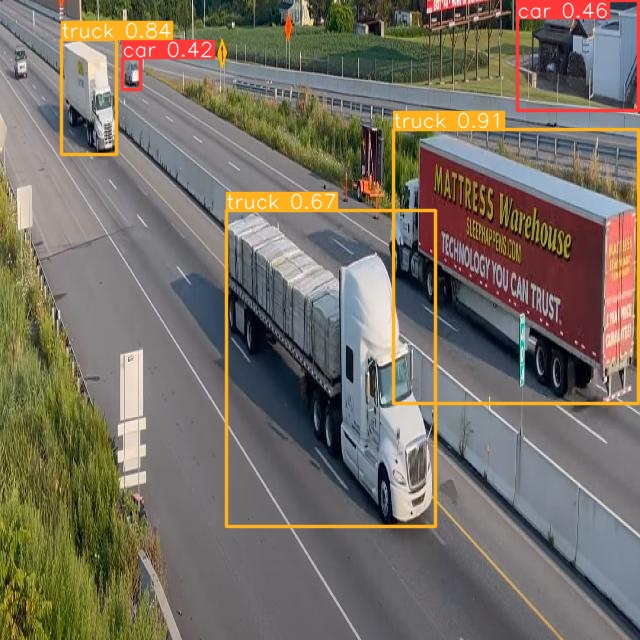 car 0.46
truck 0.84
car 0.42
truck 0.91
MATTRESS Warehouse
SLEEPHAPPENS.COM
TECHNOLOGY YOU CAN TRUST.
truck 0.67